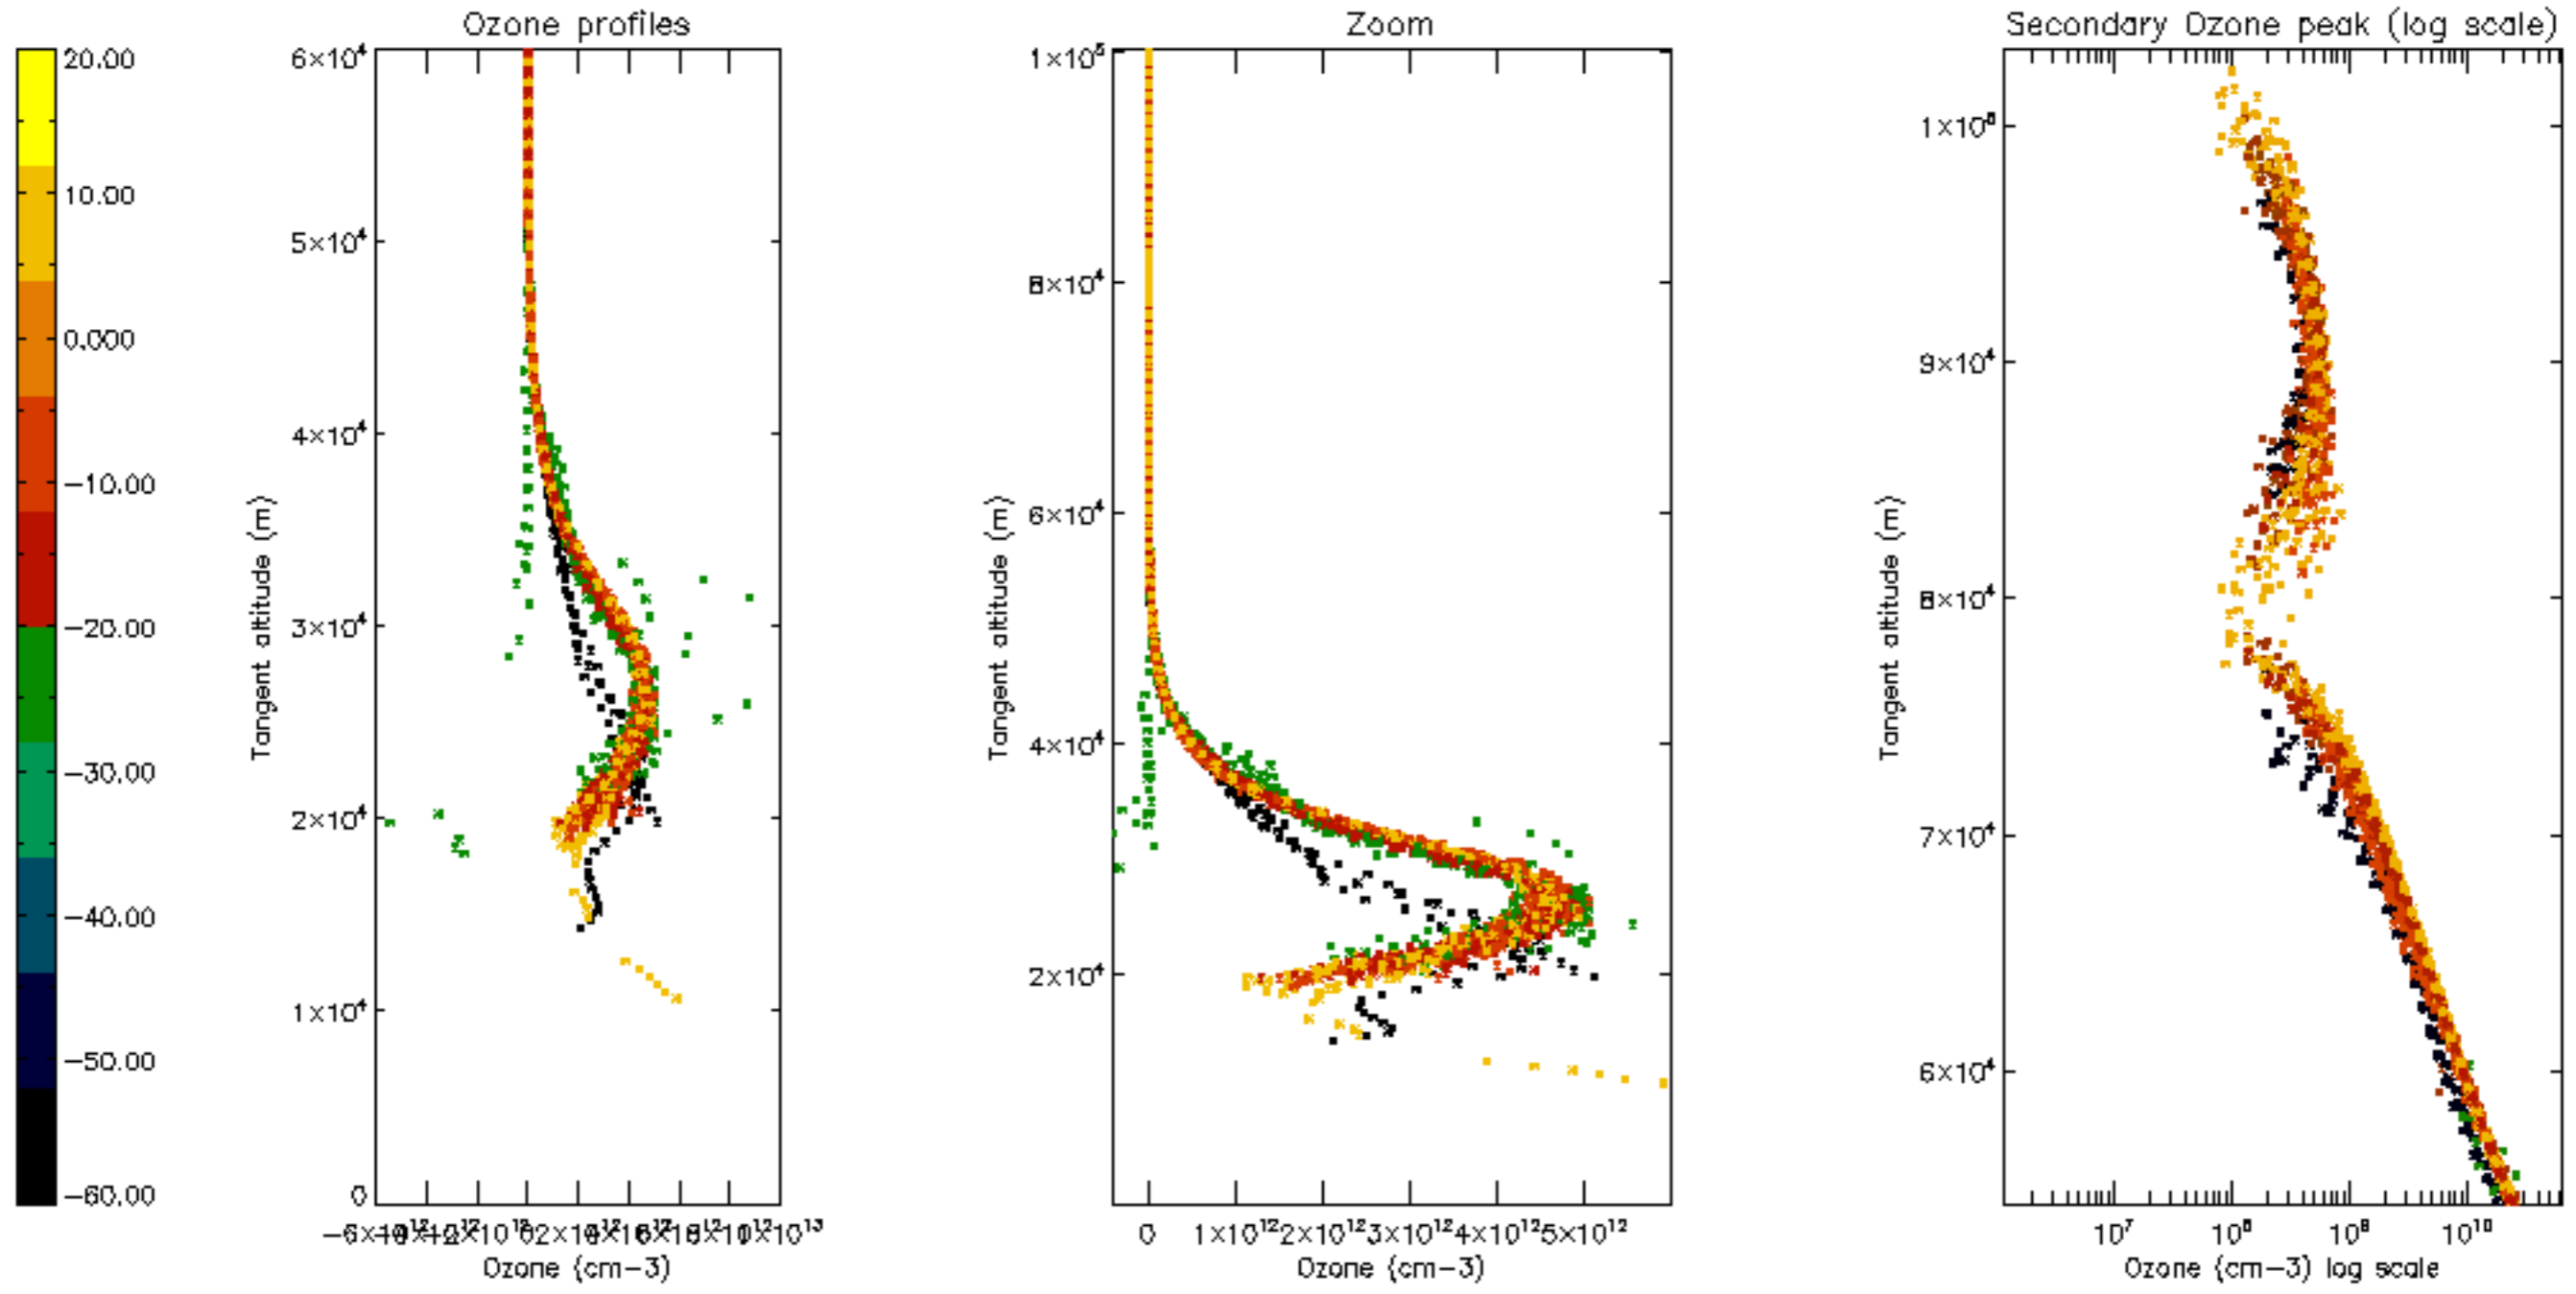 Ozone profiles
Zoom
Secondary Ozone peak (log scale)
20.00
10.00
0.000
−10.00
−20.00
−30.00
−40.00
−50.00
−60.00
6×10⁴
5×10⁴
4×10⁴
3×10⁴
2×10⁴
1×10⁴
0
Tangent altitude (m)
Ozone (cm−3)
1×10⁵
8×10⁴
6×10⁴
4×10⁴
2×10⁴
Tangent altitude (m)
0 1×10¹² 2×10¹² 3×10¹² 4×10¹² 5×10¹²
Ozone (cm−3)
1×10⁵
9×10⁴
8×10⁴
7×10⁴
6×10⁴
Tangent altitude (m)
10⁷ 10⁸ 10⁹ 10¹⁰
Ozone (cm−3) log scale